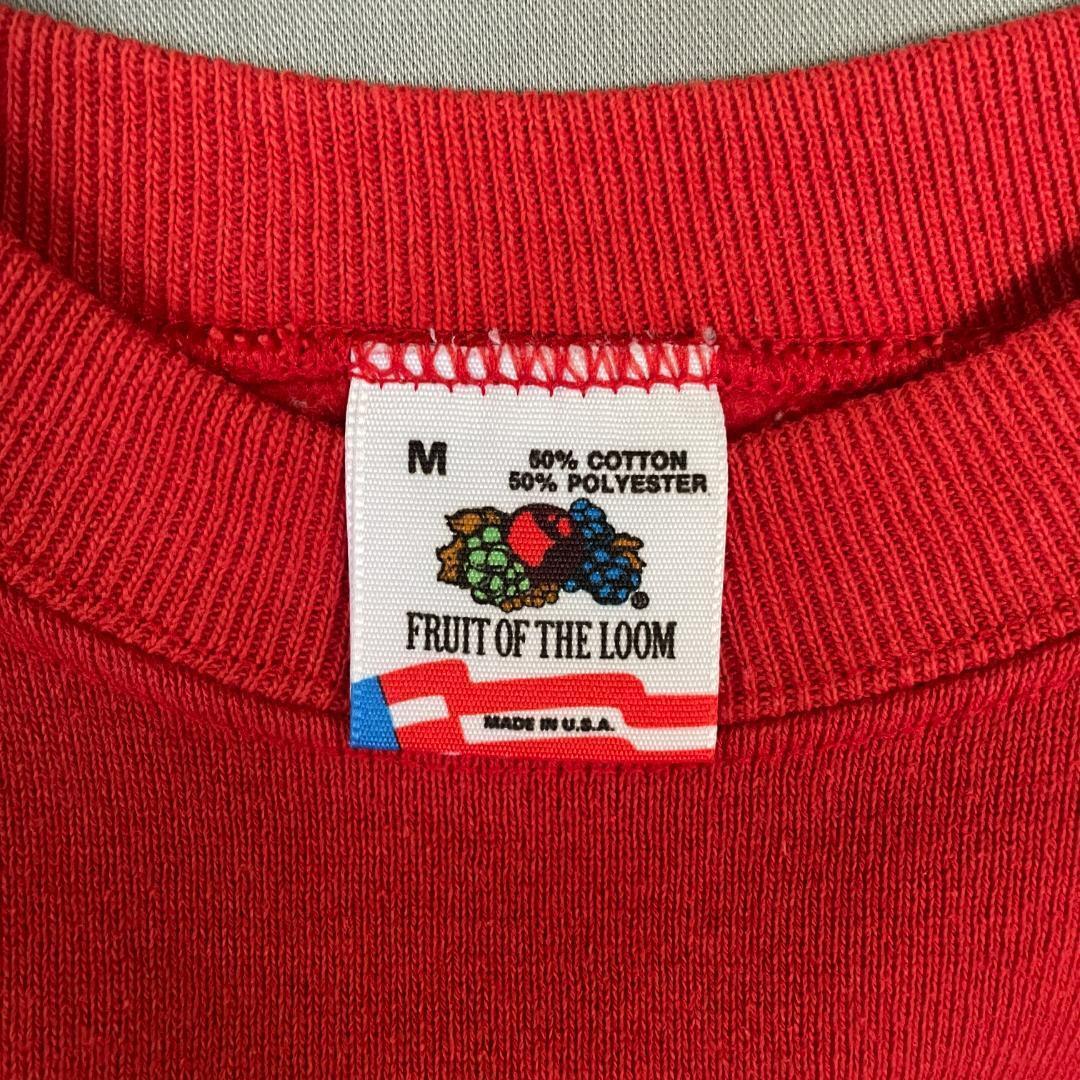 M
50% COTTON
50% POLYESTER
®
FRUIT OF THE LOOM
MADE IN U.S.A.